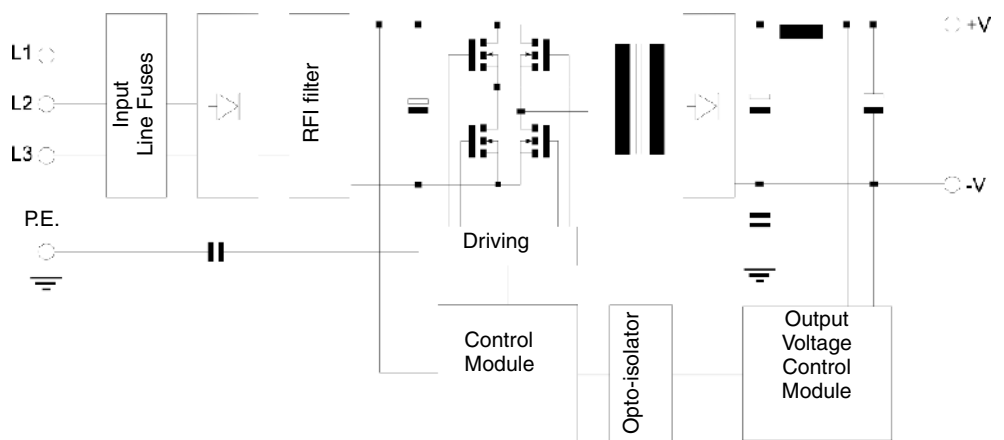 L1
L2
L3
P.E.
Input
Line Fuses
RFI filter
Driving
Control
Module
Opto-isolator
Output
Voltage
Control
Module
+V
-V